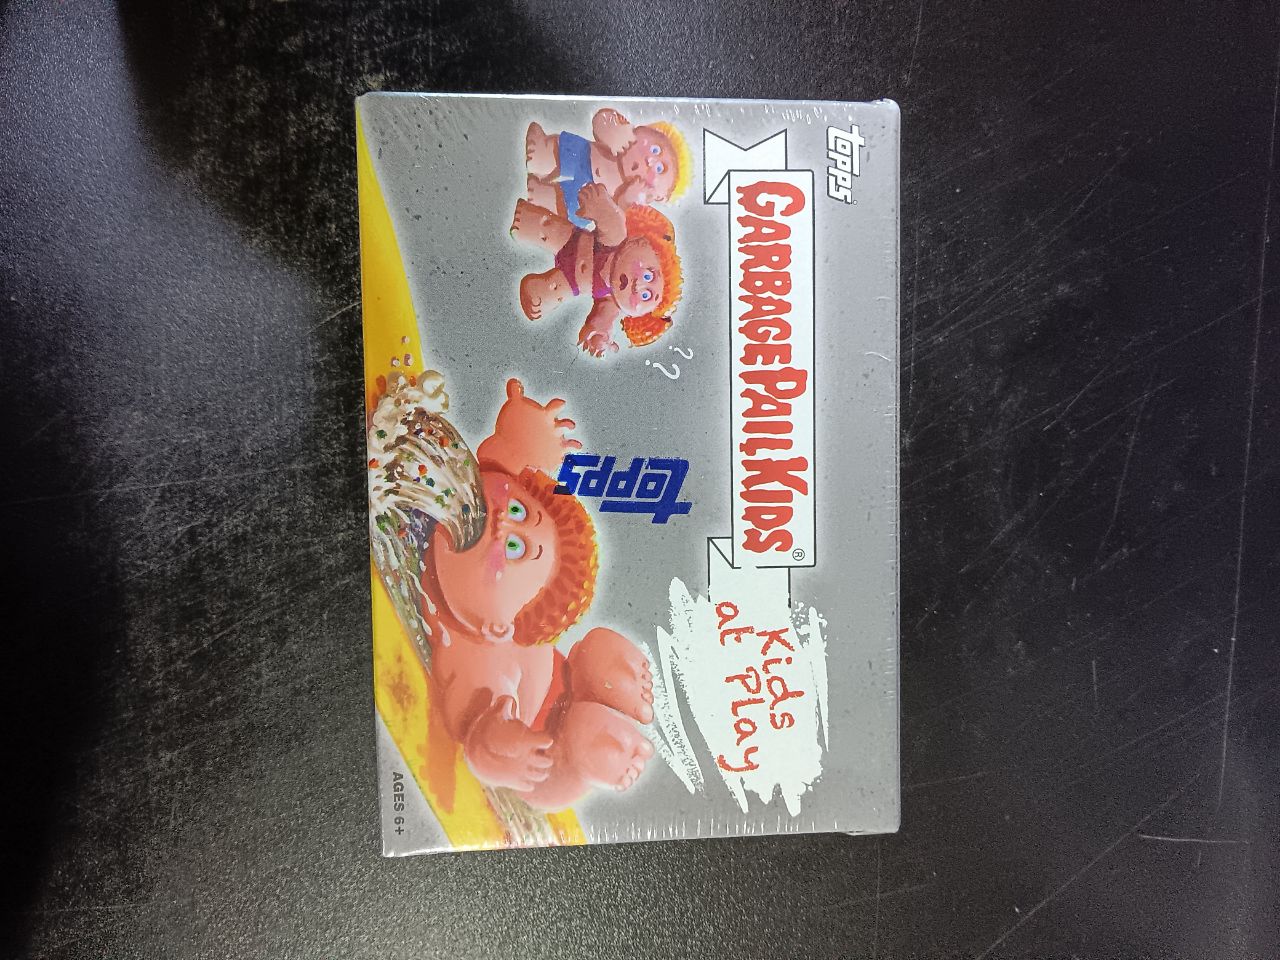 topps
GARBAGE PAIL KIDS®
Kids
at Play
??
topps
AGES 6+